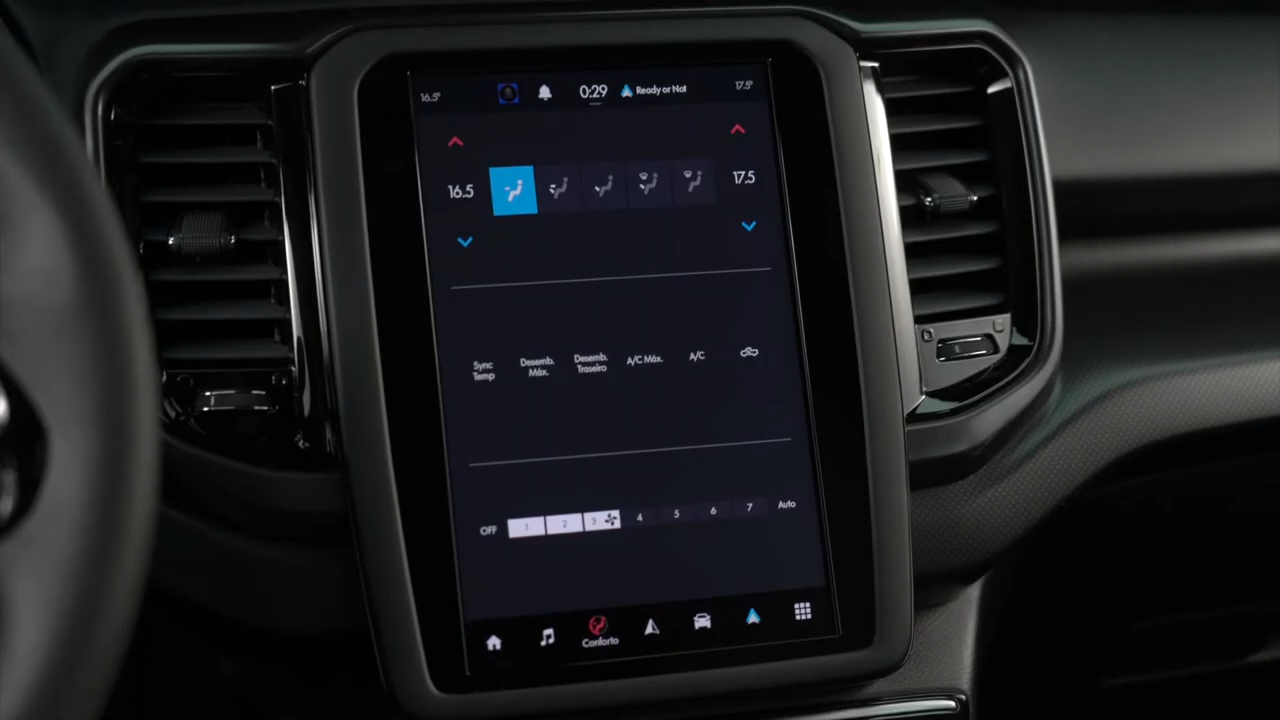 16.5° 0:29 Ready or Not 17.5°
16.5 17.5
Sync Temp
Desemb. Máx.
Desemb. Traseiro
A/C Máx.
A/C
OFF 1 2 3 4 5 6 7 Auto
Conforto